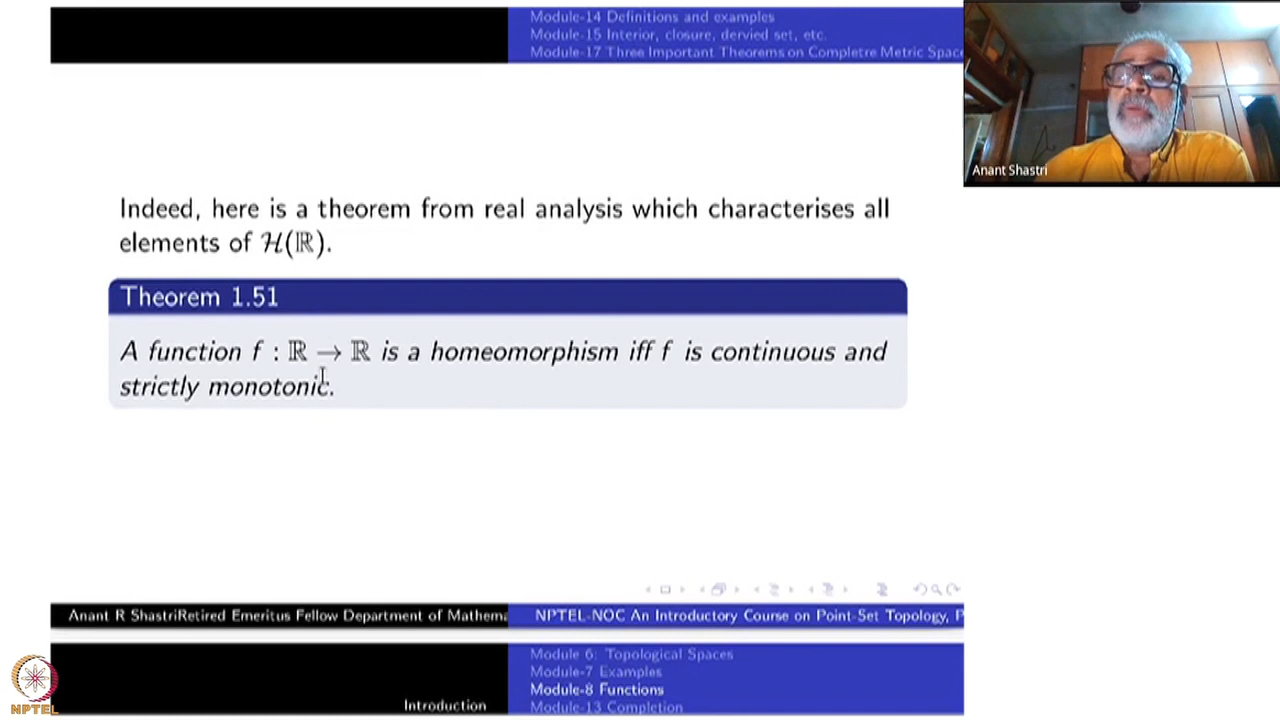 Module-14 Definitions and examples
Module-15 Interior, closure, dervied set, etc.
Module-17 Three Important Theorems on Completre Metric Space
Anant Shastri
Indeed, here is a theorem from real analysis which characterises all
elements of ℋ(ℝ).
Theorem 1.51
A function f : ℝ → ℝ is a homeomorphism iff f is continuous and
strictly monotonic.
Anant R ShastriRetired Emeritus Fellow Department of Mathema
NPTEL-NOC An Introductory Course on Point-Set Topology, P
Module 6: Topological Spaces
Module-7 Examples
Module-8 Functions
Introduction
Module-13 Completion
NPTEL